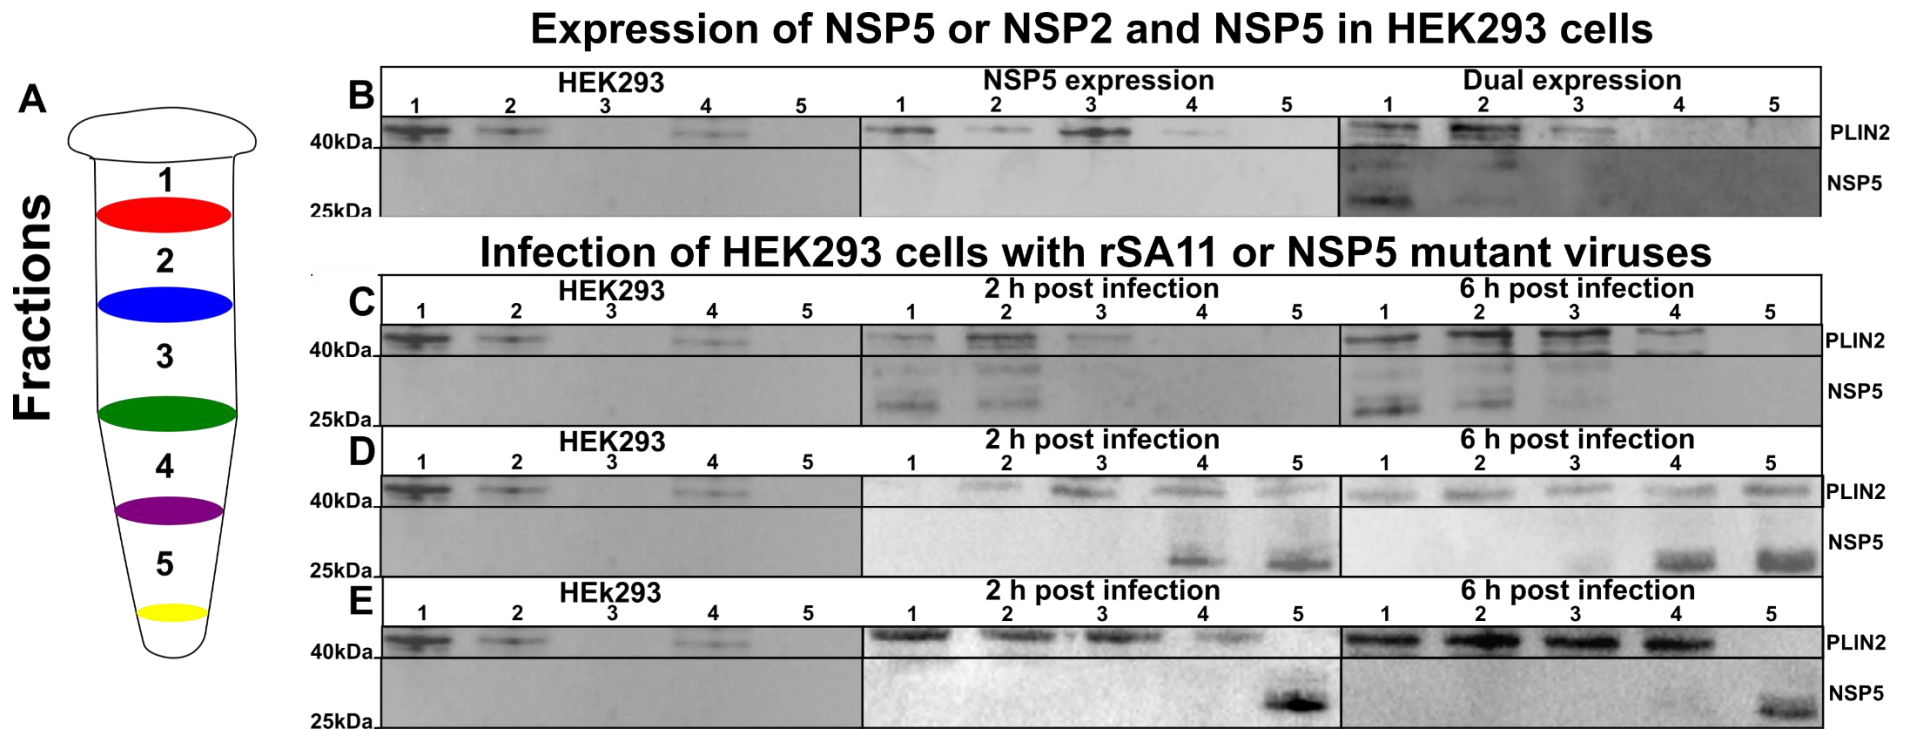 Expression of NSP5 or NSP2 and NSP5 in HEK293 cells
A
Fractions
1
2
3
4
5
B
HEK293 NSP5 expression Dual expression
1 2 3 4 5 1 2 3 4 5 1 2 3 4 5
PLIN2
40kDa
NSP5
25kDa
Infection of HEK293 cells with rSA11 or NSP5 mutant viruses
C
HEK293 2 h post infection 6 h post infection
1 2 3 4 5 1 2 3 4 5 1 2 3 4 5
PLIN2
40kDa
NSP5
25kDa
D
HEK293 2 h post infection 6 h post infection
1 2 3 4 5 1 2 3 4 5 1 2 3 4 5
PLIN2
40kDa
NSP5
25kDa
E
HEk293 2 h post infection 6 h post infection
1 2 3 4 5 1 2 3 4 5 1 2 3 4 5
PLIN2
40kDa
NSP5
25kDa